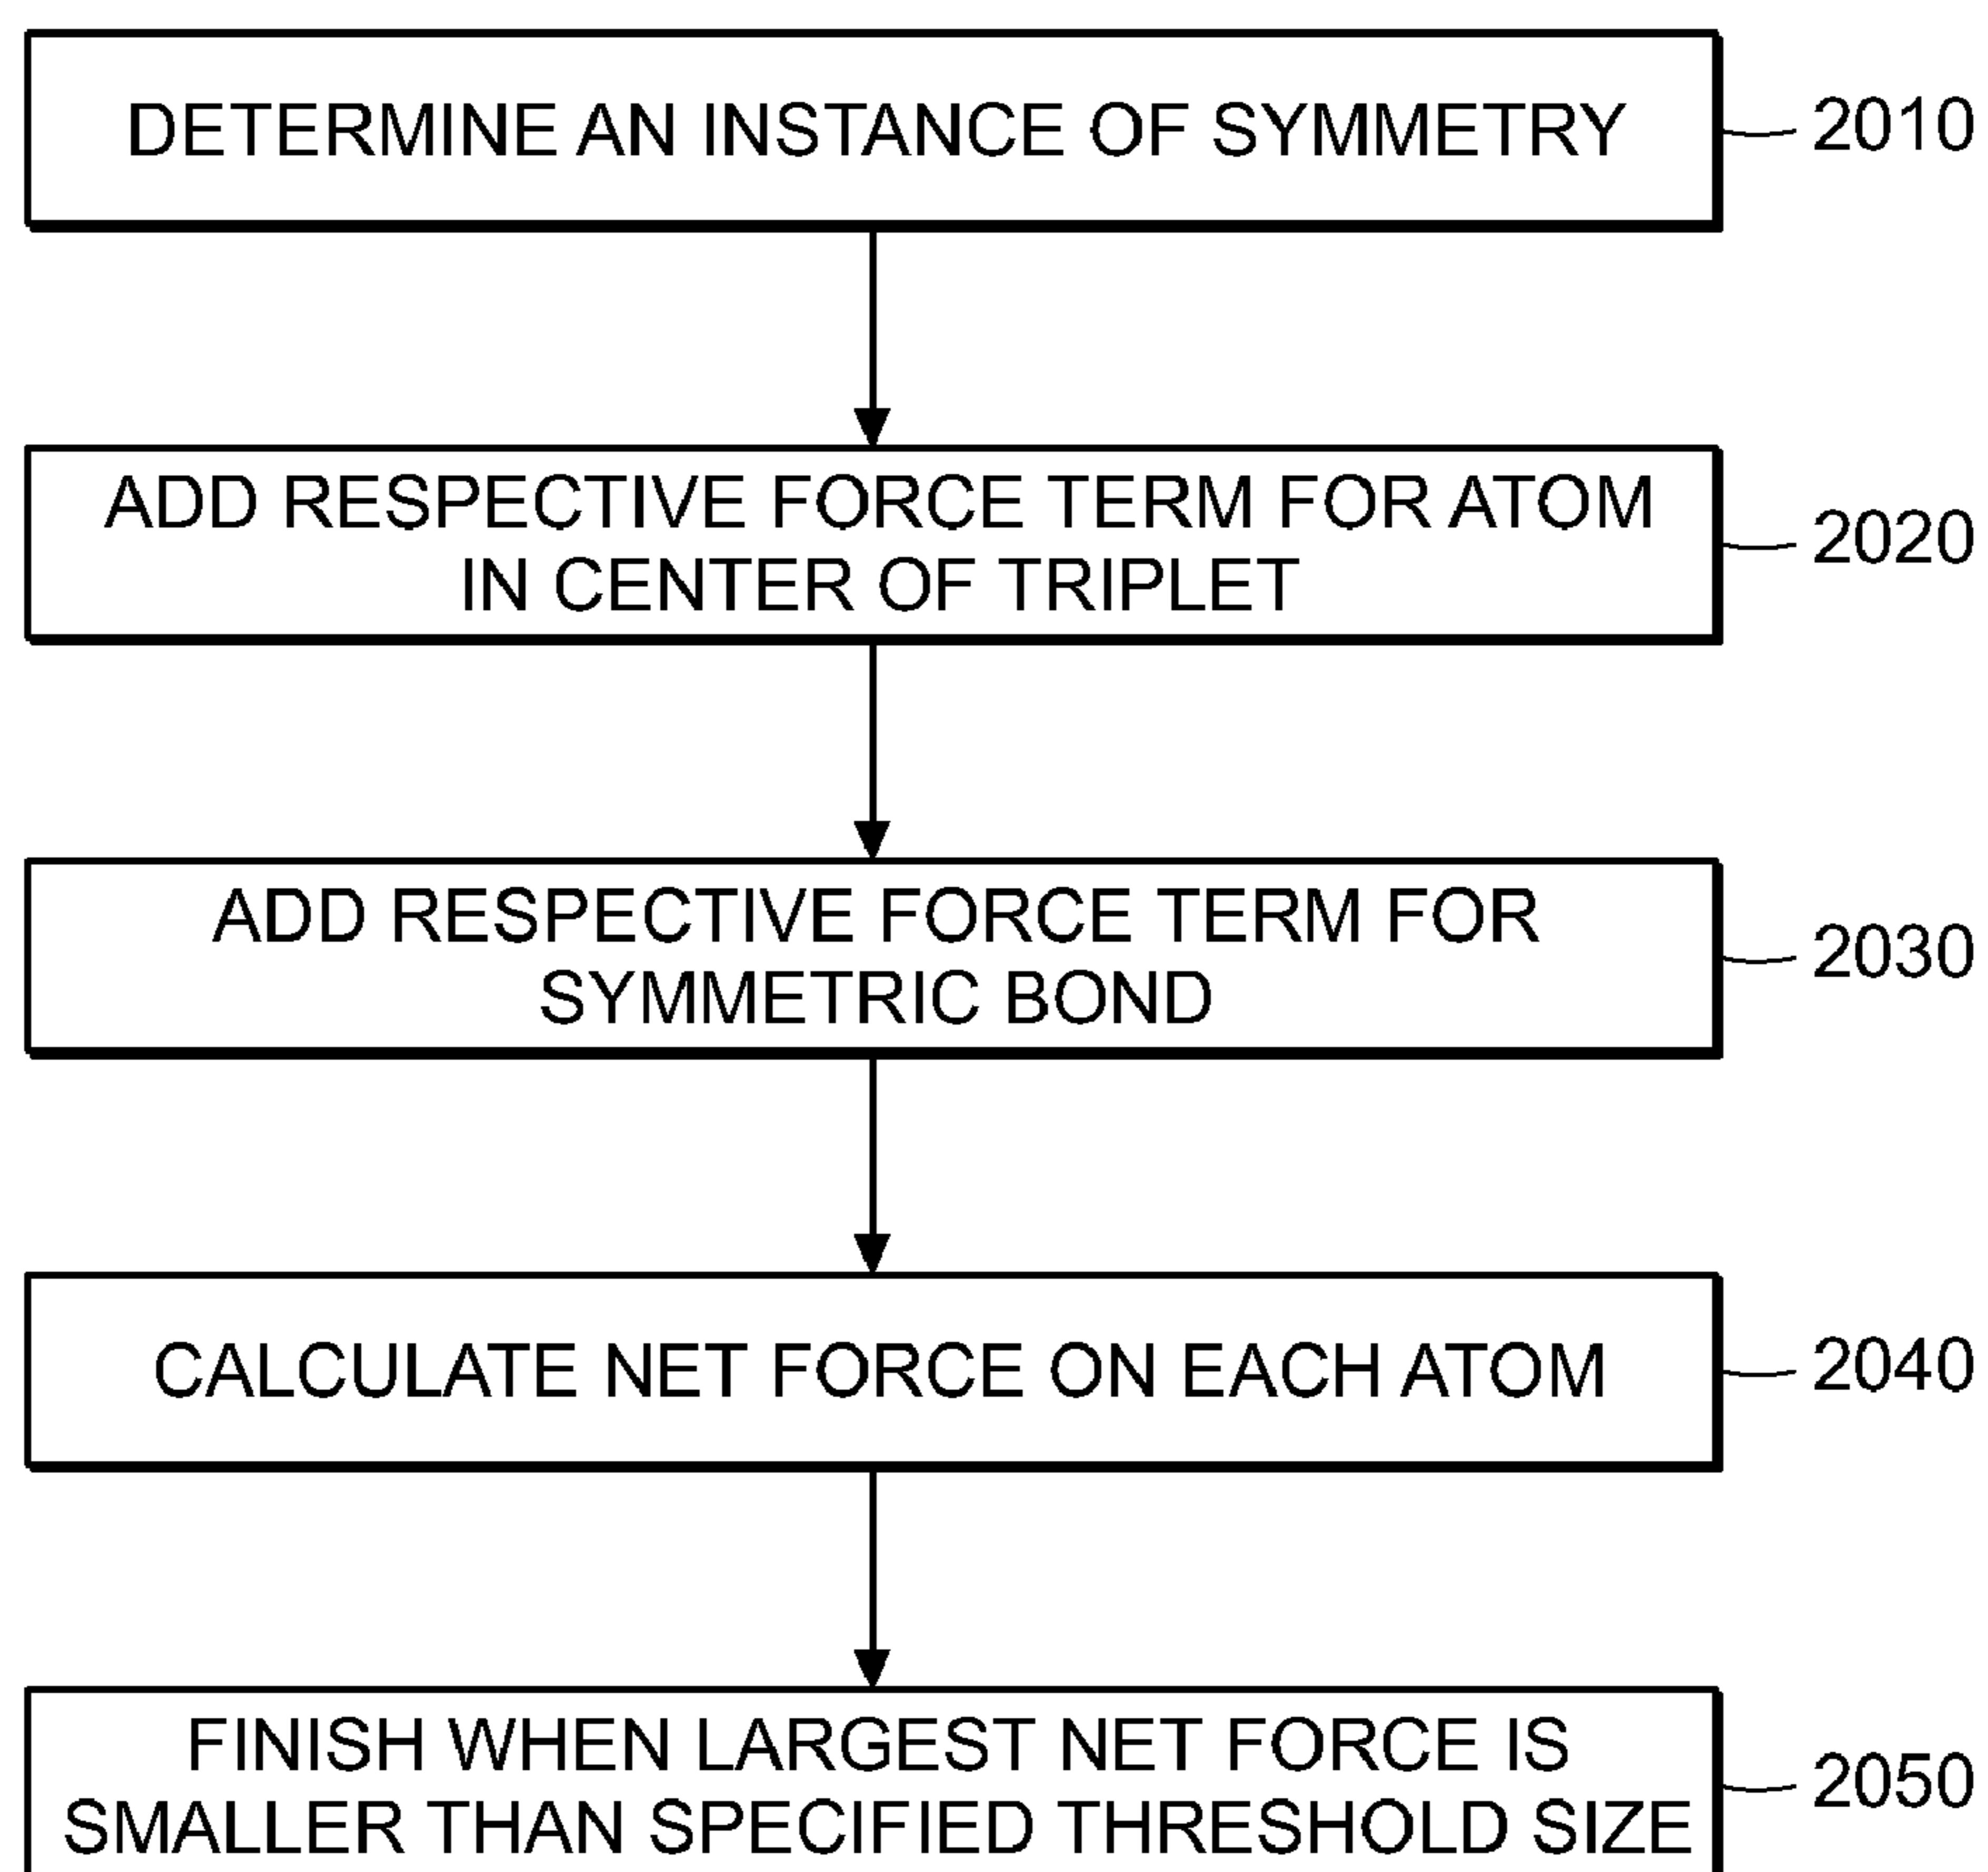 DETERMINE AN INSTANCE OF SYMMETRY
2010
ADD RESPECTIVE FORCE TERM FOR ATOM
IN CENTER OF TRIPLET
2020
ADD RESPECTIVE FORCE TERM FOR
SYMMETRIC BOND
2030
CALCULATE NET FORCE ON EACH ATOM
2040
FINISH WHEN LARGEST NET FORCE IS
SMALLER THAN SPECIFIED THRESHOLD SIZE
2050